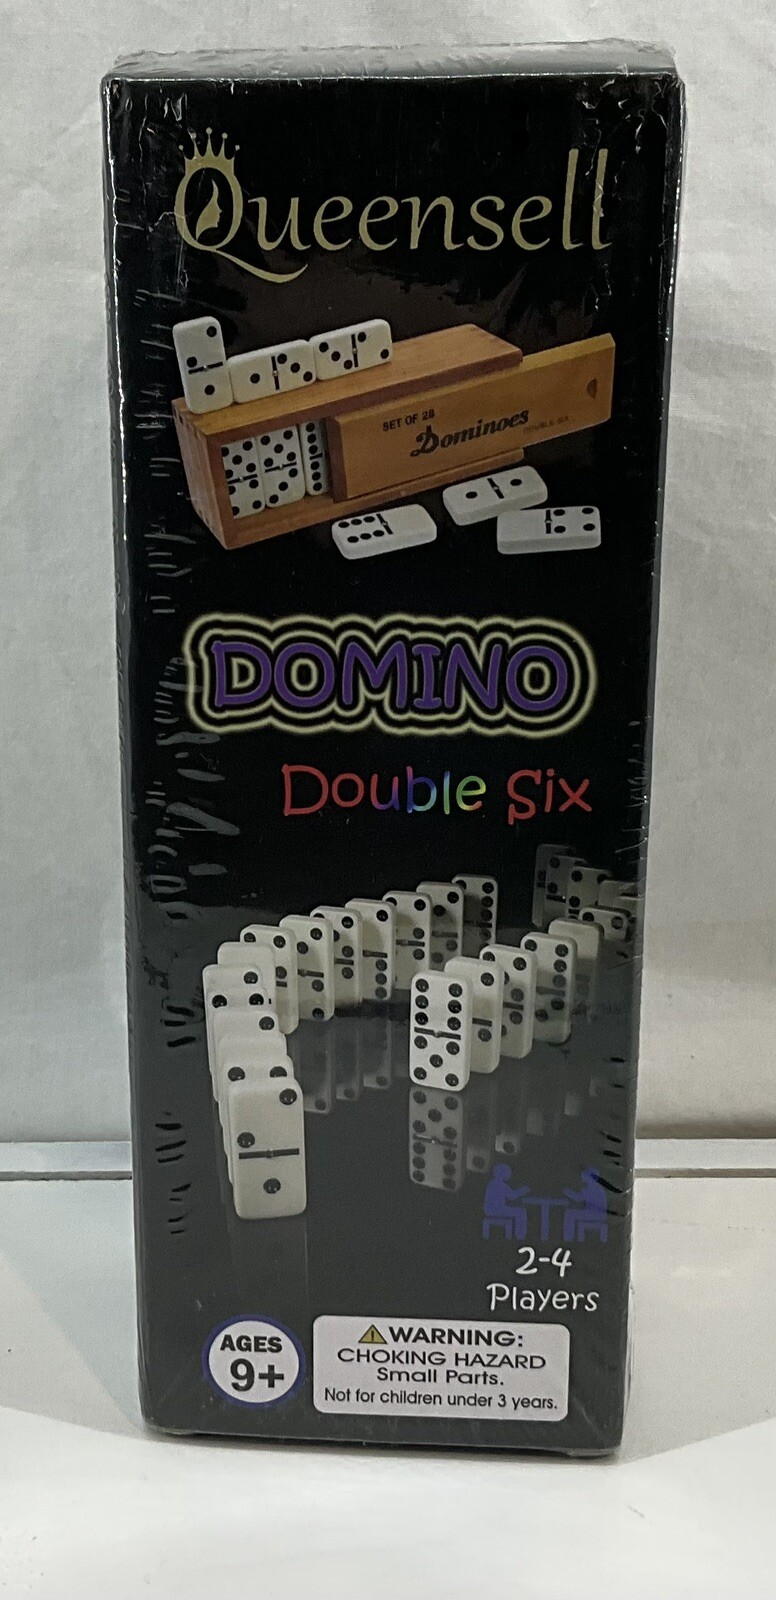 Queensell
SET OF 28
Dominoes
DOUBLE SIX
DOMINO
Double Six
2-4
Players
AGES
9+
WARNING:
CHOKING HAZARD
Small Parts.
Not for children under 3 years.